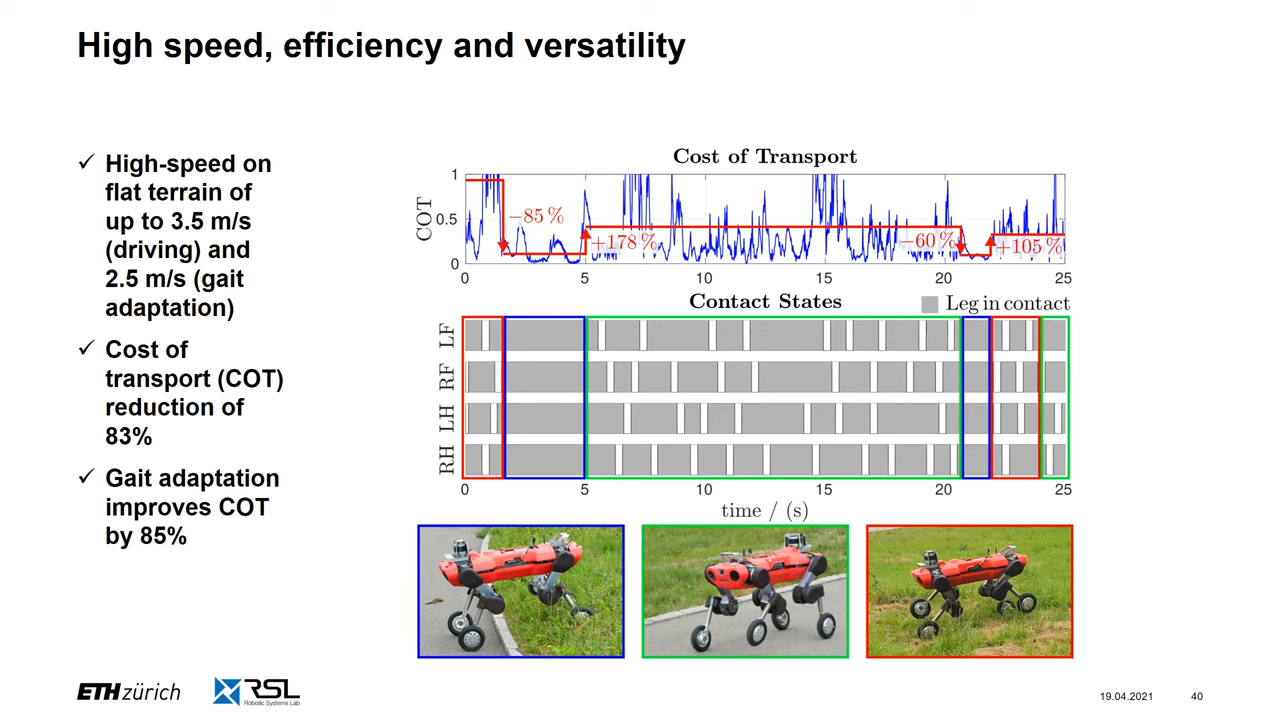 High speed, efficiency and versatility
✓ High-speed on
flat terrain of
up to 3.5 m/s
(driving) and
2.5 m/s (gait
adaptation)
✓ Cost of
transport (COT)
reduction of
83%
✓ Gait adaptation
improves COT
by 85%
Cost of Transport
COT
1
0.5
0
−85 %
+178 %
−60 %
+105 %
0 5 10 15 20 25
Contact States
Leg in contact
LF
RF
LH
RH
0 5 10 15 20 25
time / (s)
ETH zürich
RSL
Robotic Systems Lab
19.04.2021
40